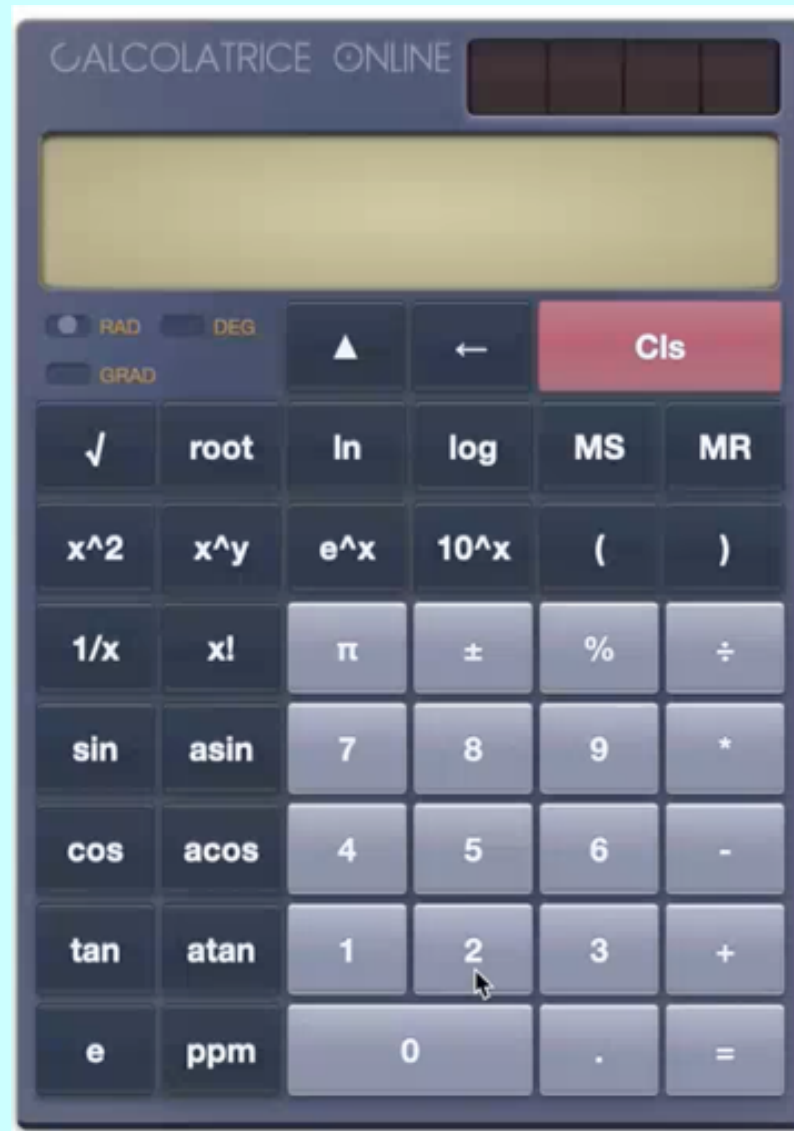 CALCOLATRICE ONLINE
RAD DEG
GRAD
▲ ← Cls
√ root ln log MS MR
x^2 x^y e^x 10^x ( )
1/x x! π ± % ÷
sin asin 7 8 9 *
cos acos 4 5 6 -
tan atan 1 2 3 +
e ppm 0 . =